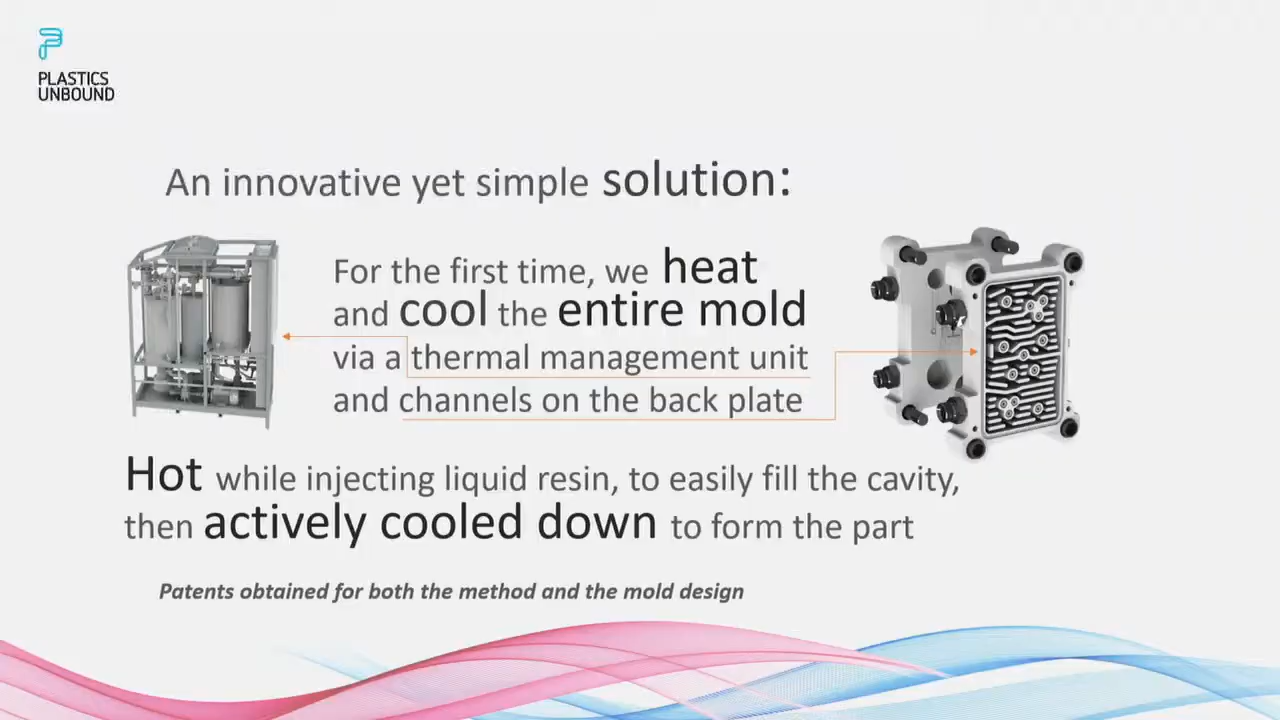 PLASTICS
UNBOUND
An innovative yet simple solution:
For the first time, we heat
and cool the entire mold
via a thermal management unit
and channels on the back plate
Hot while injecting liquid resin, to easily fill the cavity,
then actively cooled down to form the part
Patents obtained for both the method and the mold design